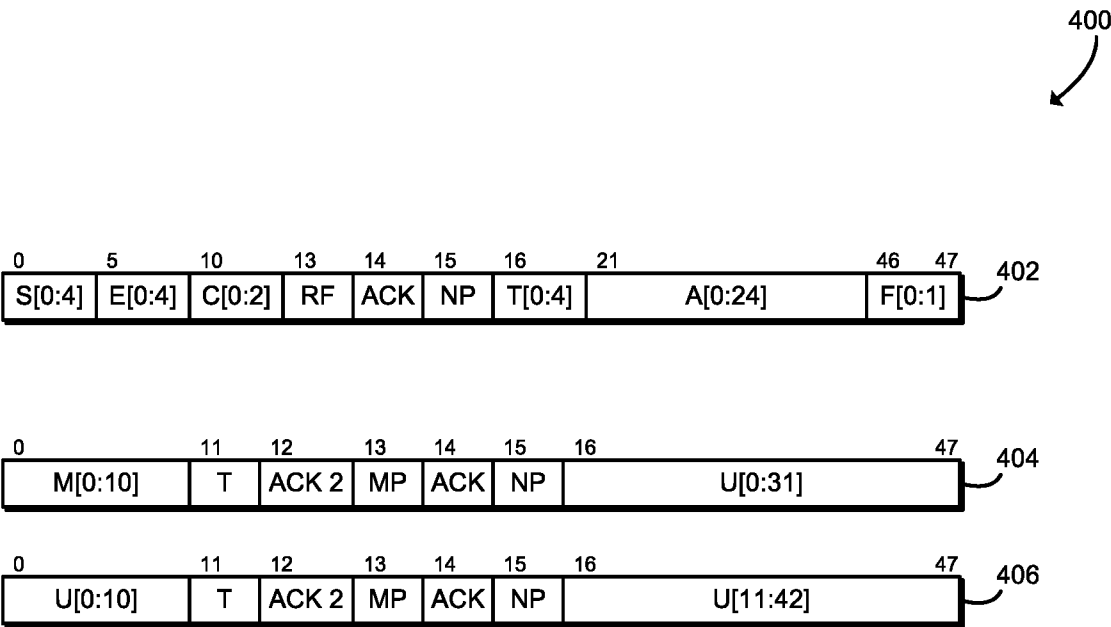 400
0 5 10 13 14 15 16 21 46 47
S[0:4] E[0:4] C[0:2] RF ACK NP T[0:4] A[0:24] F[0:1] 402
0 11 12 13 14 15 16 47
M[0:10] T ACK 2 MP ACK NP U[0:31] 404
0 11 12 13 14 15 16 47
U[0:10] T ACK 2 MP ACK NP U[11:42] 406